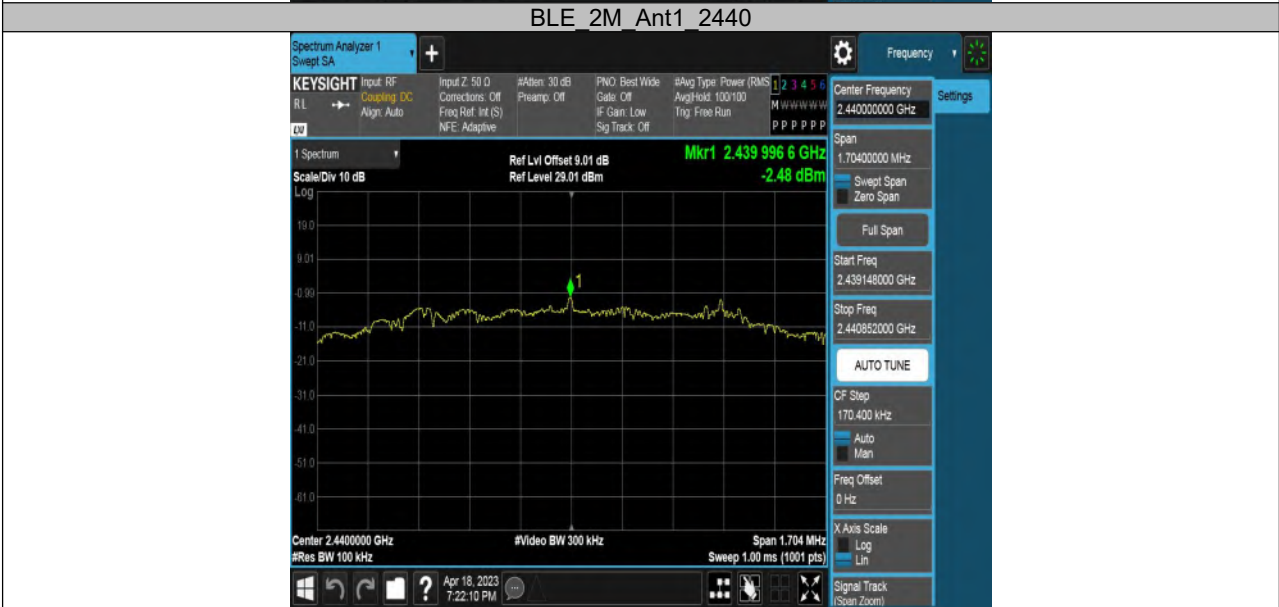 BLE_2M_Ant1_2440
Spectrum Analyzer 1
Swept SA
+
Frequency
KEYSIGHT
RL
Input: RF
Coupling: DC
Align: Auto
Input Z: 50 Ω
Corrections: Off
Freq Ref: Int (S)
NFE: Adaptive
#Atten: 30 dB
Preamp: Off
PNO: Best Wide
Gate: Off
IF Gain: Low
Sig Track: Off
#Avg Type: Power (RMS
Avg|Hold: 100/100
Trig: Free Run
1 2 3 4 5 6
M W W W W W
P P P P P P
1 Spectrum
Scale/Div 10 dB
Log
Ref Lvl Offset 9.01 dB
Ref Level 29.01 dBm
Mkr1 2.439 996 6 GHz
-2.48 dBm
19.0
9.01
-0.99
-11.0
-21.0
-31.0
-41.0
-51.0
-61.0
1
Center 2.4400000 GHz
#Res BW 100 kHz
#Video BW 300 kHz
Span 1.704 MHz
Sweep 1.00 ms (1001 pts)
?
Apr 18, 2023
7:22:10 PM
Center Frequency
2.440000000 GHz
Settings
Span
1.70400000 MHz
Swept Span
Zero Span
Full Span
Start Freq
2.439148000 GHz
Stop Freq
2.440852000 GHz
AUTO TUNE
CF Step
170.400 kHz
Auto
Man
Freq Offset
0 Hz
X Axis Scale
Log
Lin
Signal Track
(Span Zoom)